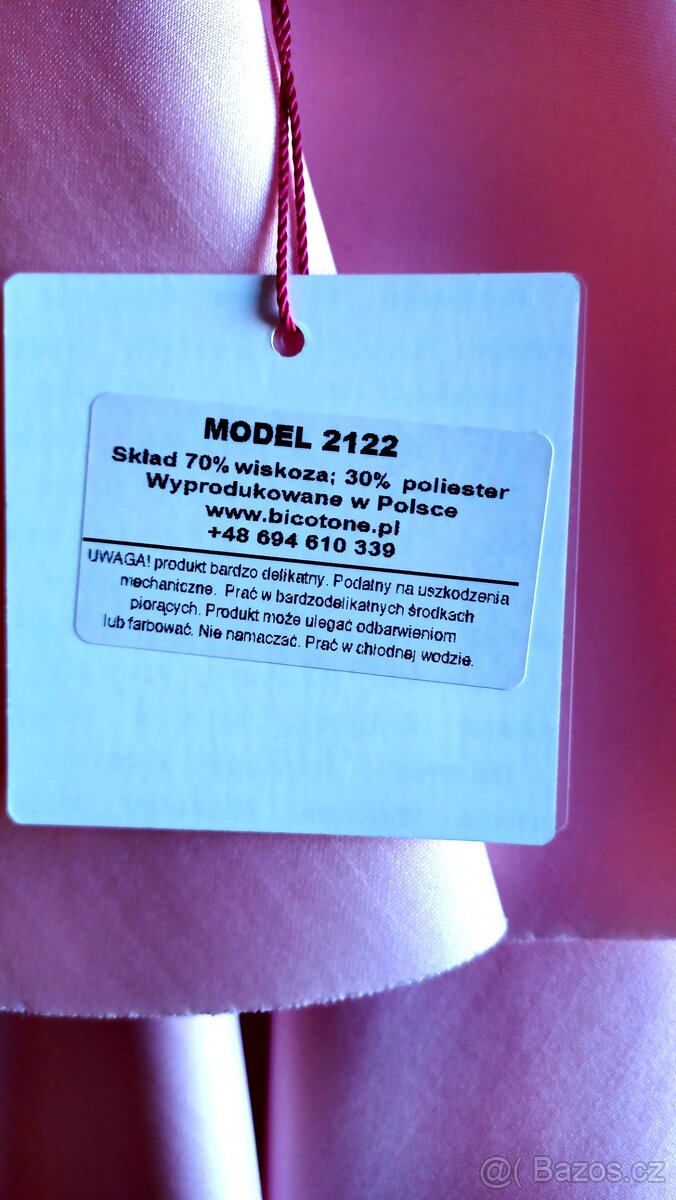 MODEL 2122
Skład 70% wiskoza; 30% poliester
Wyprodukowane w Polsce
www.bicotone.pl
+48 694 610 339
UWAGA! produkt bardzo delikatny. Podatny na uszkodzenia
mechaniczne. Prać w bardzodelikatnych środkach
piorących. Produkt może ulegać odbarwieniom
lub farbować. Nie namaczać. Prać w chłodnej wodzie.
@( Bazos.cz